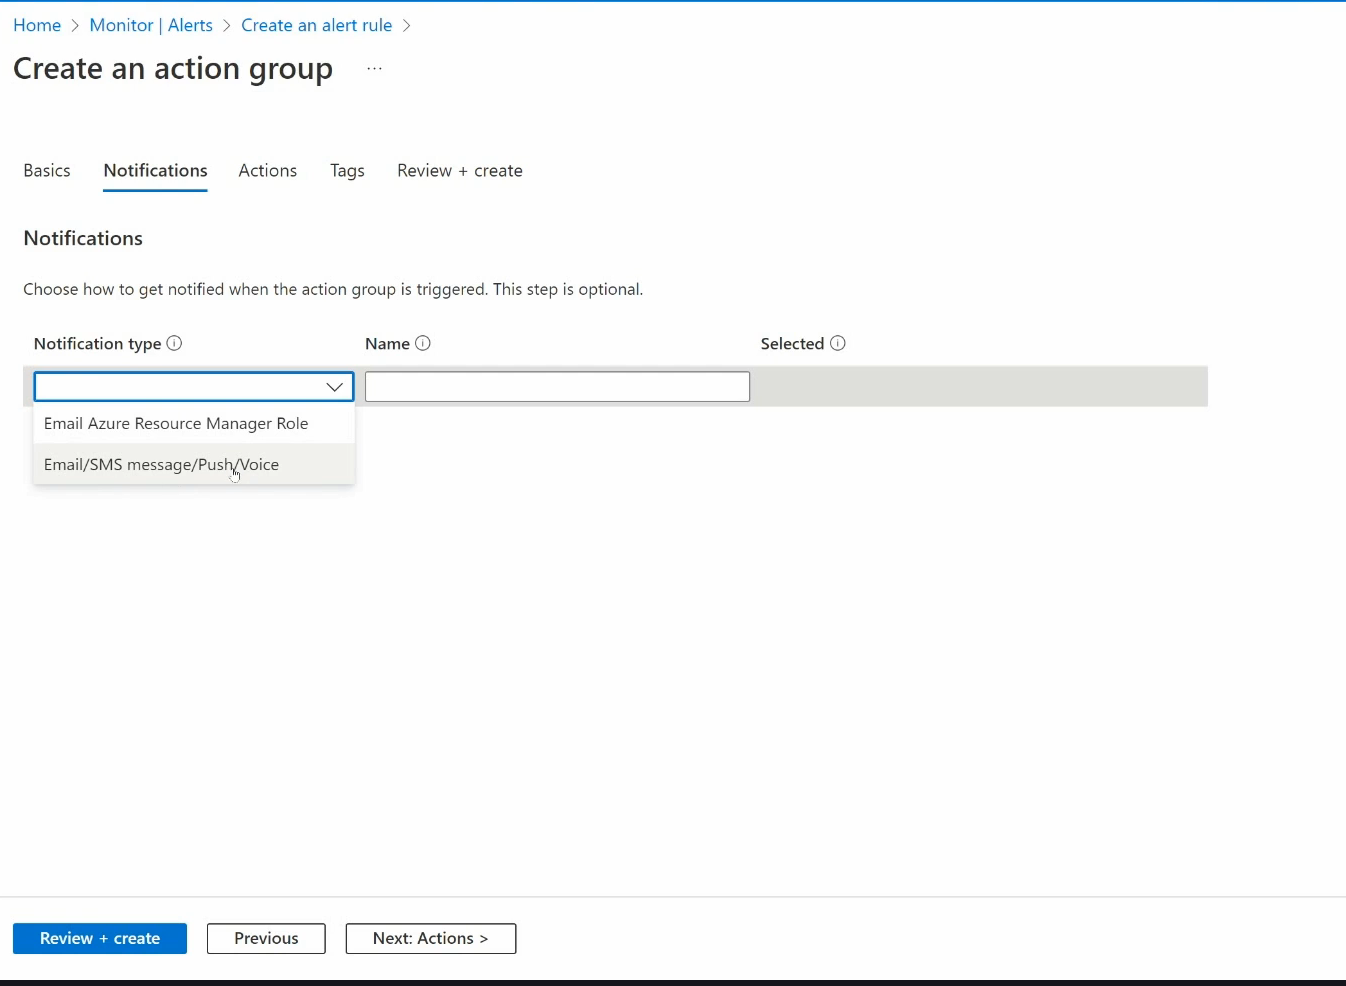 Home > Monitor | Alerts > Create an alert rule >
Create an action group ...
Basics Notifications Actions Tags Review + create
Notifications
Choose how to get notified when the action group is triggered. This step is optional.
Notification type Name Selected
Email Azure Resource Manager Role
Email/SMS message/Push/Voice
Review + create Previous Next: Actions >